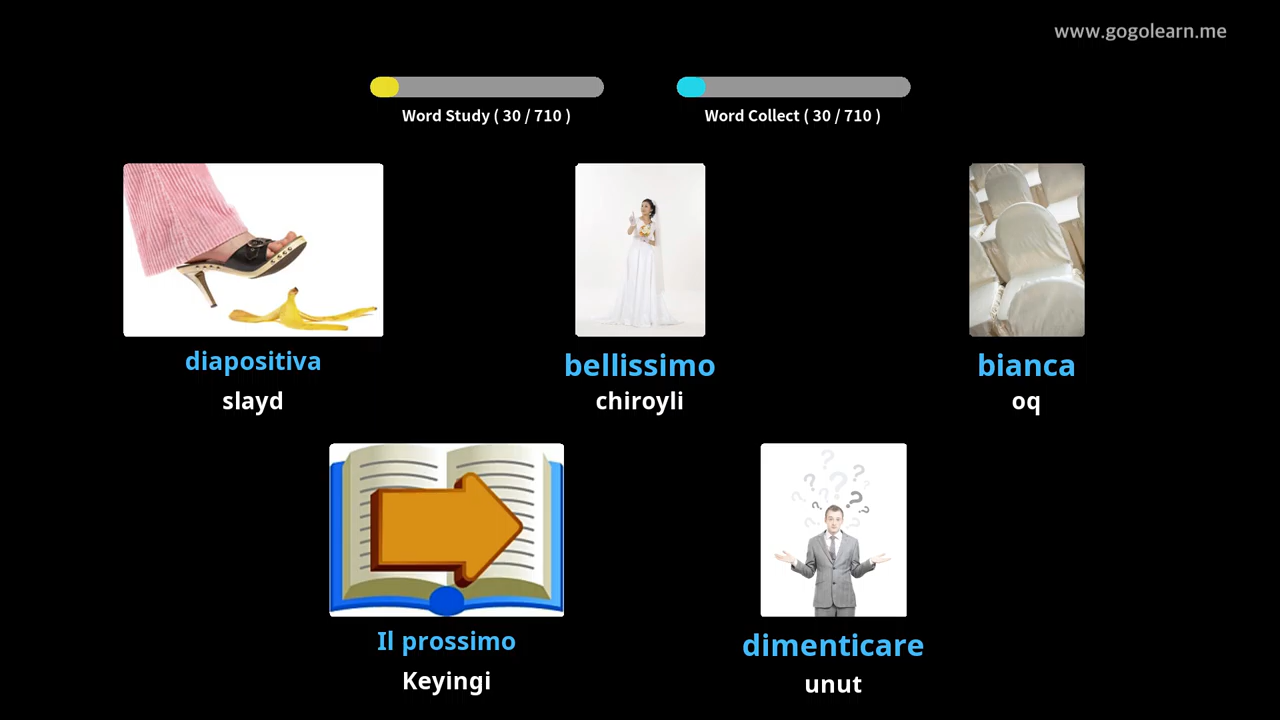 www.gogolearn.me
Word Study ( 30 / 710 )
Word Collect ( 30 / 710 )
diapositiva
slayd
bellissimo
chiroyli
bianca
oq
Il prossimo
Keyingi
dimenticare
unut